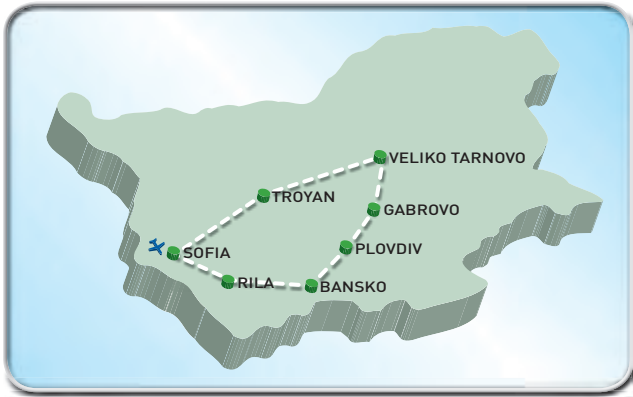 VELIKO TARNOVO
TROYAN
GABROVO
PLOVDIV
SOFIA
RILA
BANSKO